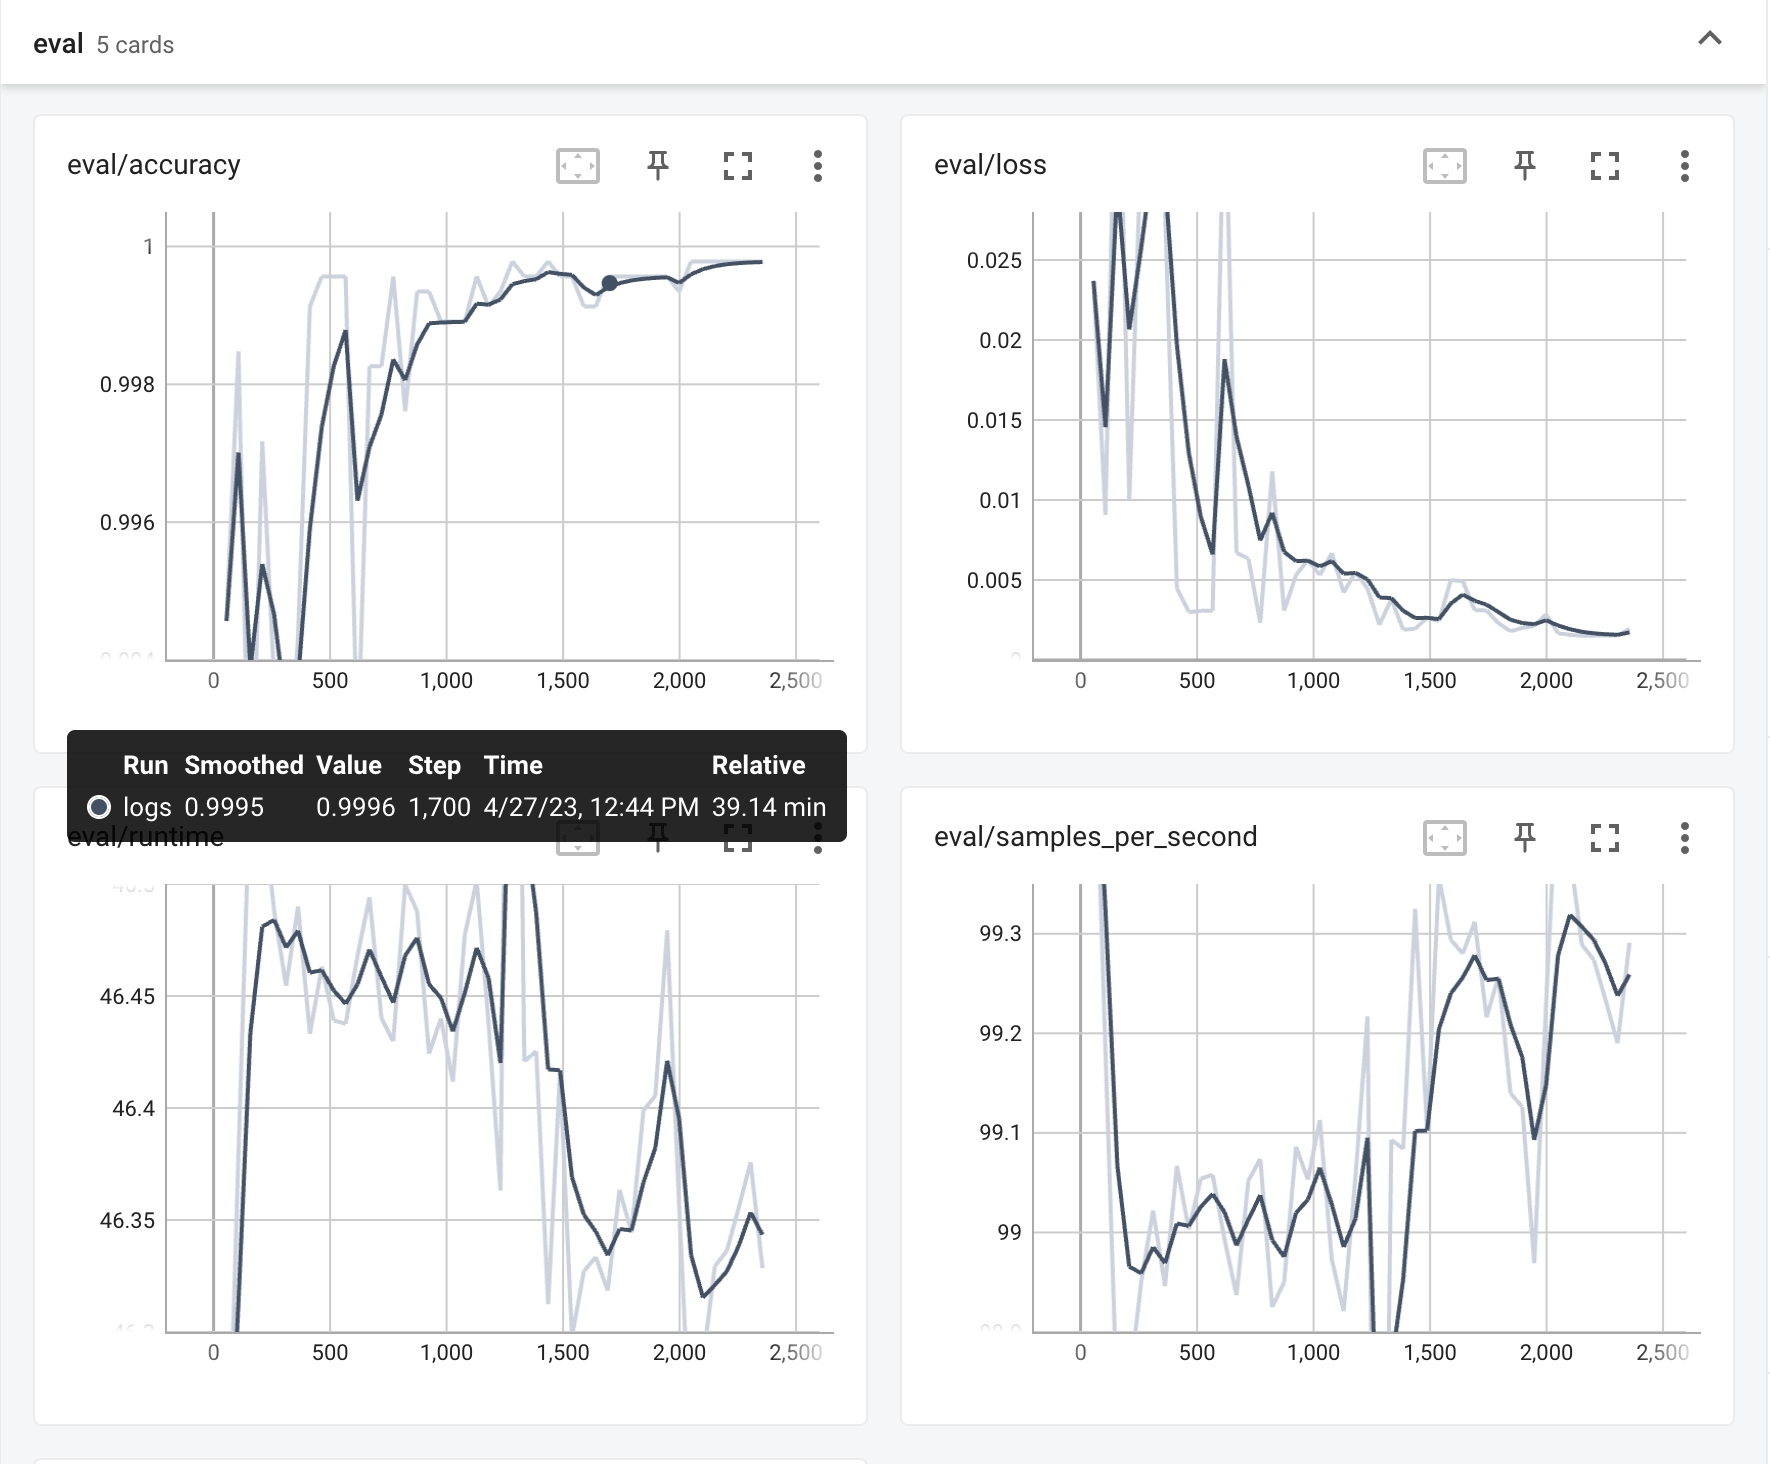 eval 5 cards
eval/accuracy
1
0.998
0.996
0 500 1,000 1,500 2,000 2,500
eval/loss
0.025
0.02
0.015
0.01
0.005
0
0 500 1,000 1,500 2,000 2,500
Run Smoothed Value Step Time Relative
logs 0.9995 0.9996 1,700 4/27/23, 12:44 PM 39.14 min
eval/runtime
46.45
46.4
46.35
0 500 1,000 1,500 2,000 2,500
eval/samples_per_second
99.3
99.2
99.1
99
0 500 1,000 1,500 2,000 2,500